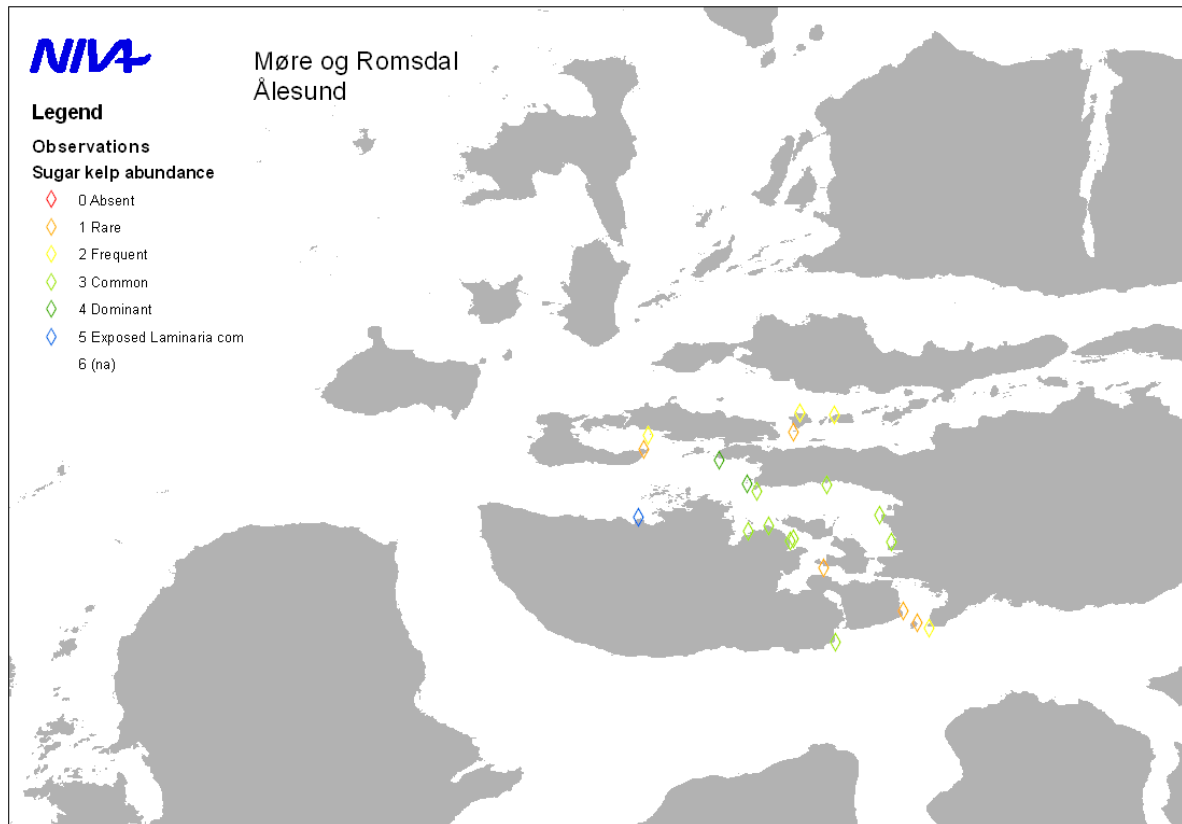 NIVA
Møre og Romsdal
Ålesund
Legend
Observations
Sugar kelp abundance
0 Absent
1 Rare
2 Frequent
3 Common
4 Dominant
5 Exposed Laminaria com
6 (na)